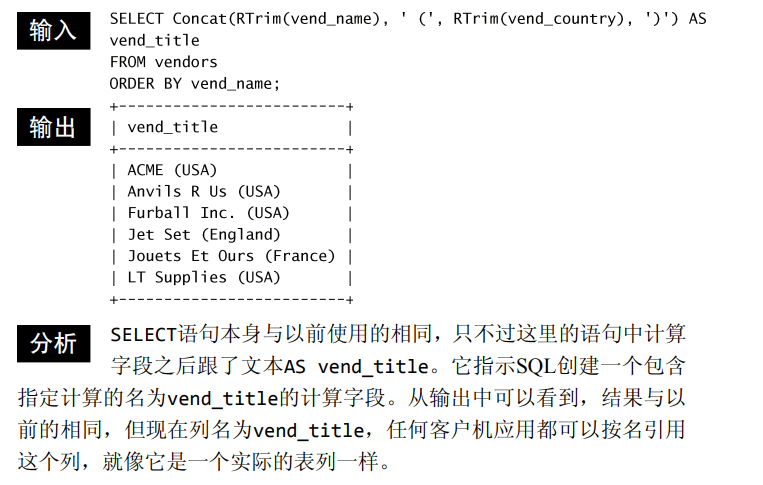 输入
SELECT Concat(RTrim(vend_name), ' (', RTrim(vend_country), ')') AS
vend_title
FROM vendors
ORDER BY vend_name;
输出
+-------------------------+
| vend_title              |
+-------------------------+
| ACME (USA)              |
| Anvils R Us (USA)       |
| Furball Inc. (USA)      |
| Jet Set (England)       |
| Jouets Et Ours (France) |
| LT Supplies (USA)       |
+-------------------------+
分析
SELECT语句本身与以前使用的相同，只不过这里的语句中计算
字段之后跟了文本AS vend_title。它指示SQL创建一个包含
指定计算的名为vend_title的计算字段。从输出中可以看到，结果与以
前的相同，但现在列名为vend_title，任何客户机应用都可以按名引用
这个列，就像它是一个实际的表列一样。